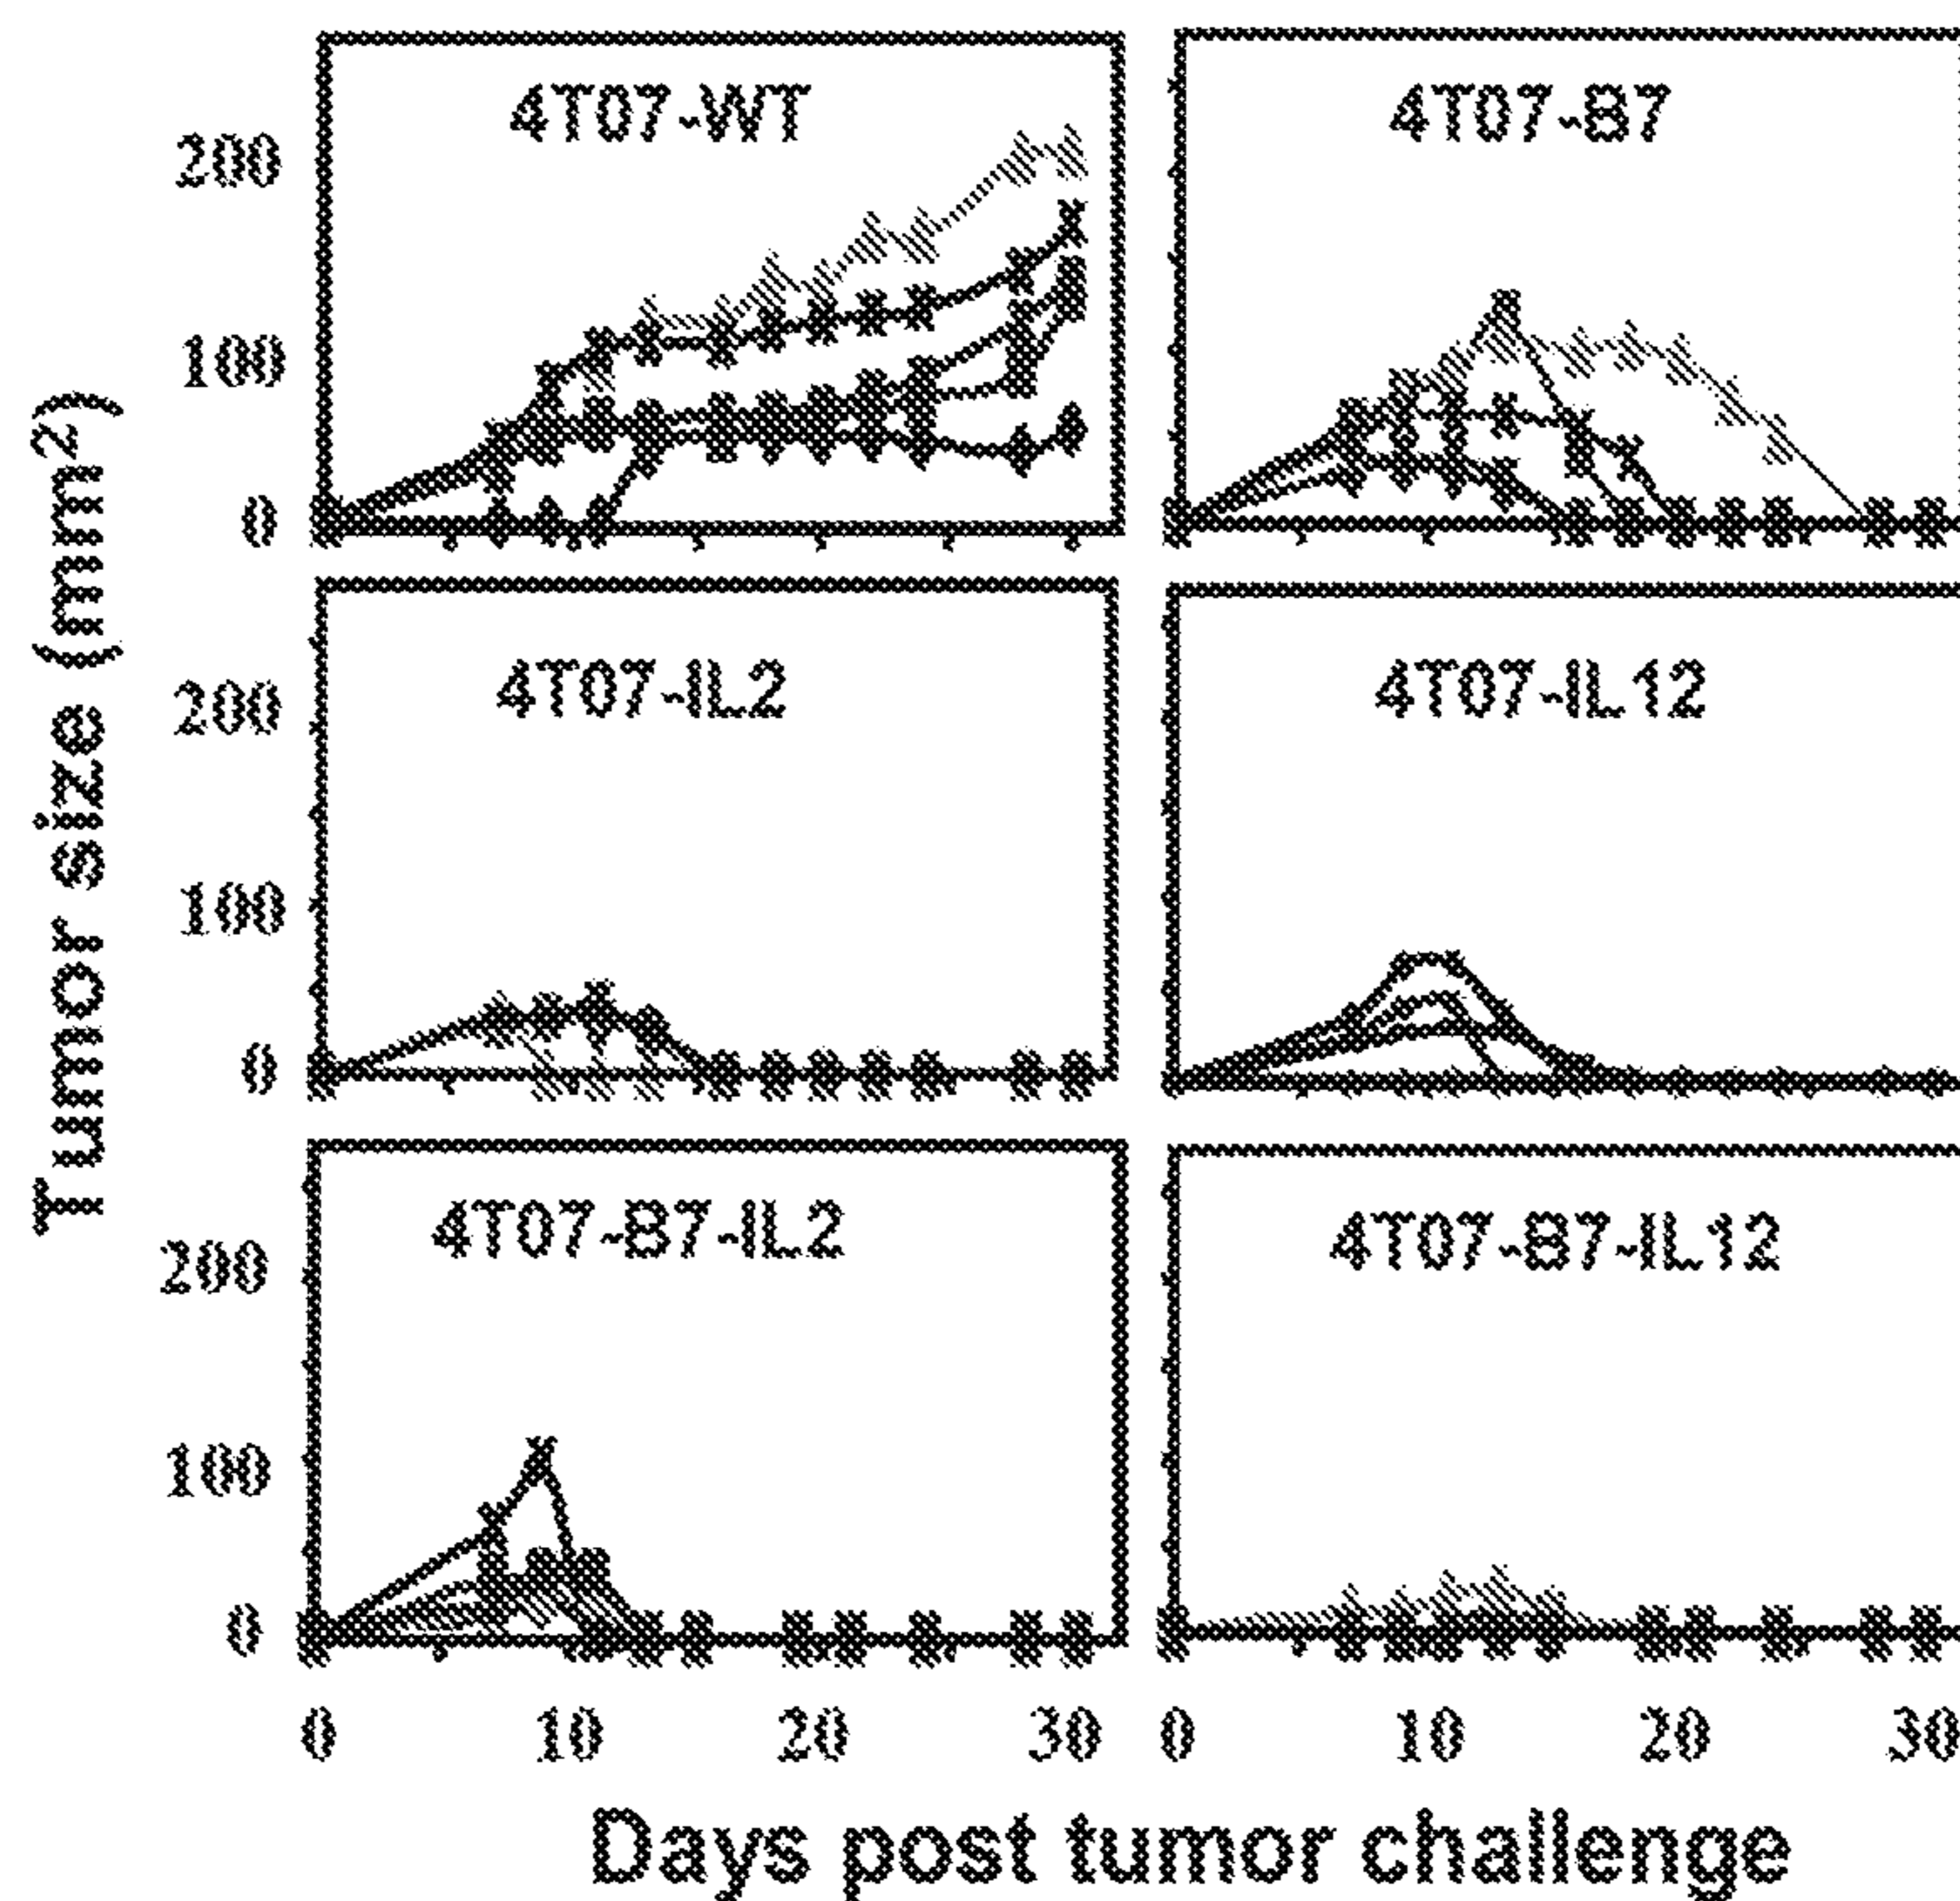 Tumor size (mm²)
4T07-WT
4T07-B7
200
100
0
4T07-IL2
4T07-IL12
200
100
0
4T07-B7-IL2
4T07-B7-IL12
200
100
0
0 10 20 30 0 10 20 30
Days post tumor challenge